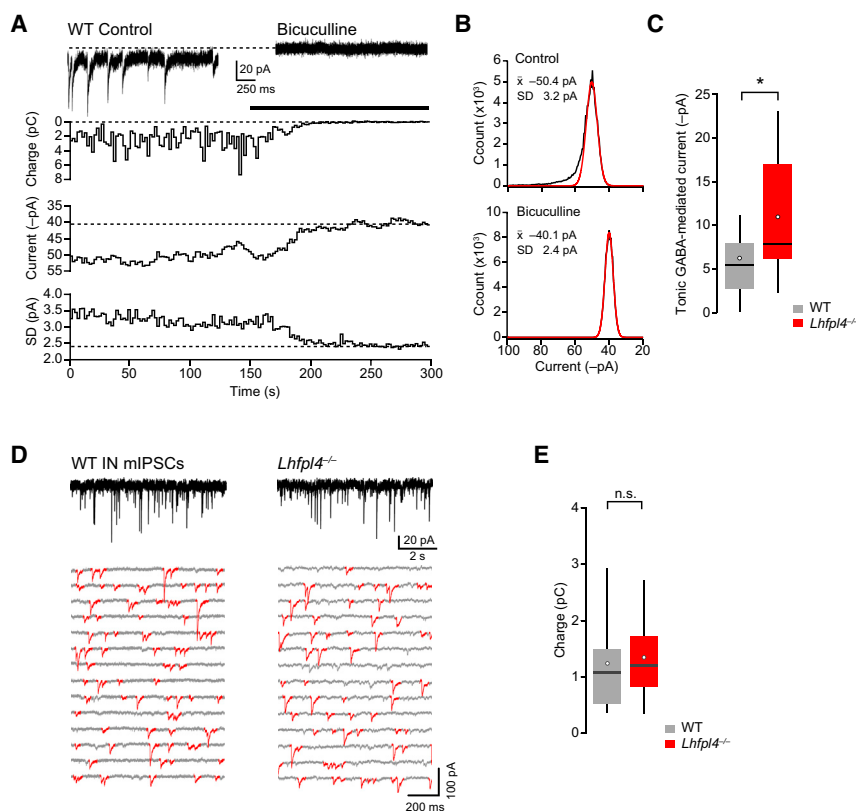 A
WT Control
Bicuculline
20 pA
250 ms
Charge (pC)
0
2
4
6
8
Current (–pA)
35
40
45
50
55
SD (pA)
4.0
3.5
3.0
2.5
2.0
0
50
100
150
200
250
300
Time (s)
B
Control
x̄ –50.4 pA
SD 3.2 pA
Ccount (x10³)
6
5
4
3
2
1
0
Bicuculline
x̄ –40.1 pA
SD 2.4 pA
Ccount (x10³)
10
8
6
4
2
0
100
80
60
40
20
Current (–pA)
C
*
Tonic GABA-mediated current (–pA)
25
20
15
10
5
0
WT
Lhfpl4⁻/⁻
D
WT IN mIPSCs
Lhfpl4⁻/⁻
20 pA
2 s
100 pA
200 ms
E
n.s.
Charge (pC)
4
3
2
1
0
WT
Lhfpl4⁻/⁻